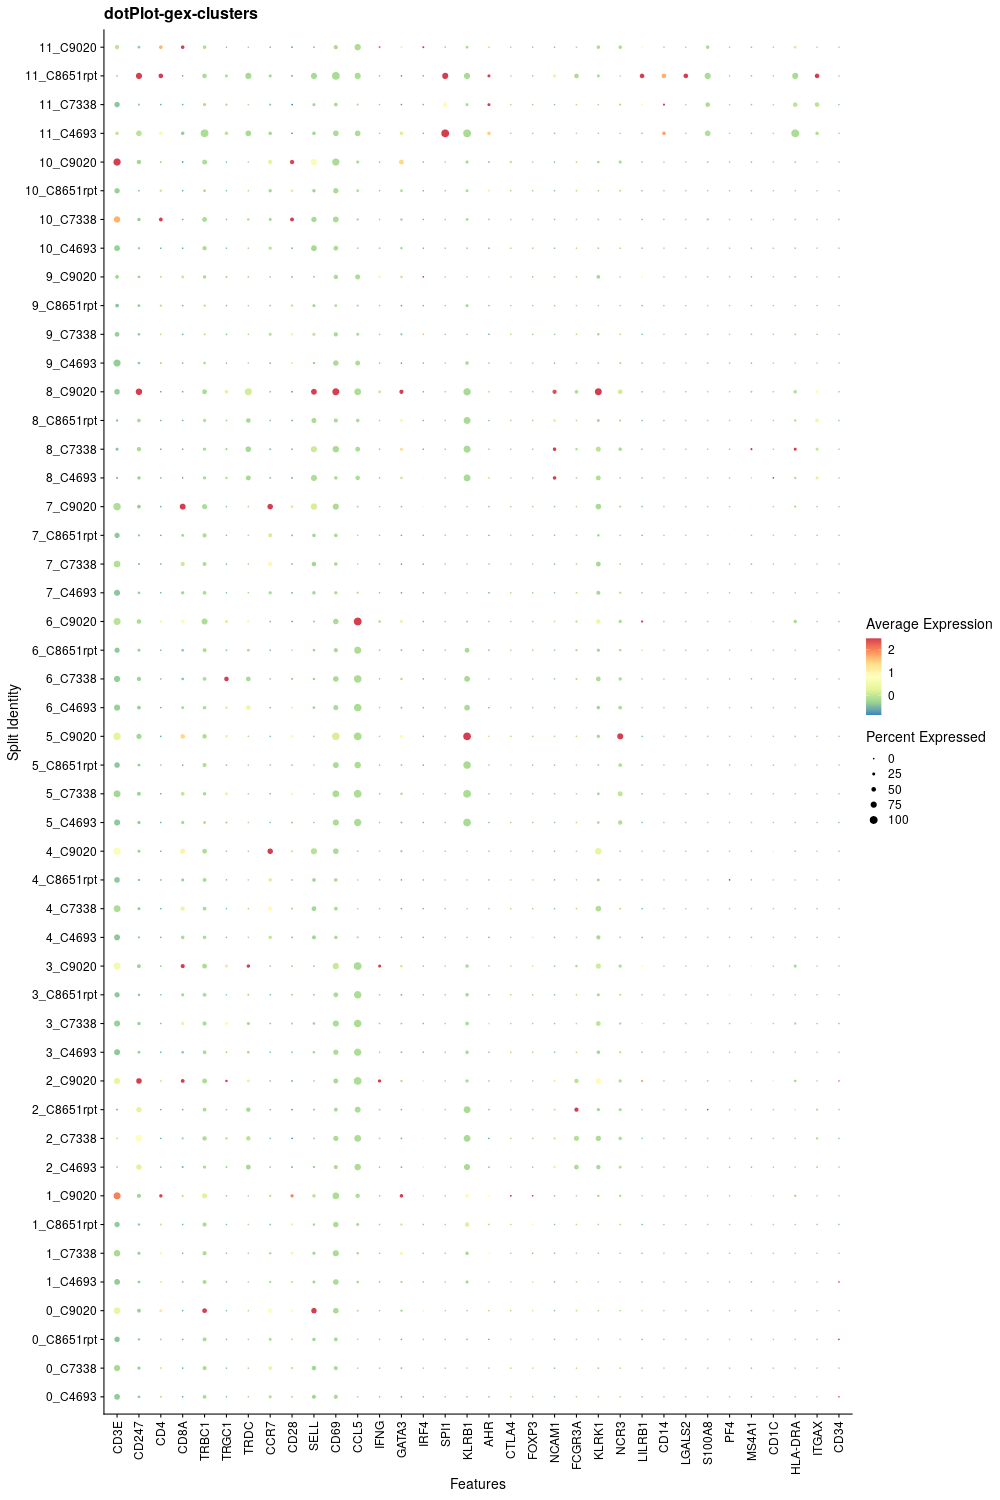 dotPlot-gex-clusters
11_C9020
11_C8651rpt
11_C7338
11_C4693
10_C9020
10_C8651rpt
10_C7338
10_C4693
9_C9020
9_C8651rpt
9_C7338
9_C4693
8_C9020
8_C8651rpt
8_C7338
8_C4693
7_C9020
7_C8651rpt
7_C7338
7_C4693
6_C9020
6_C8651rpt
6_C7338
6_C4693
5_C9020
5_C8651rpt
5_C7338
5_C4693
4_C9020
4_C8651rpt
4_C7338
4_C4693
3_C9020
3_C8651rpt
3_C7338
3_C4693
2_C9020
2_C8651rpt
2_C7338
2_C4693
1_C9020
1_C8651rpt
1_C7338
1_C4693
0_C9020
0_C8651rpt
0_C7338
0_C4693
Split Identity
CD3E
CD247
CD4
CD8A
TRBC1
TRGC1
TRDC
CCR7
CD28
SELL
CD69
CCL5
IFNG
GATA3
IRF4
SPI1
KLRB1
AHR
CTLA4
FOXP3
NCAM1
FCGR3A
KLRK1
NCR3
LILRB1
CD14
LGALS2
S100A8
PF4
MS4A1
CD1C
HLA-DRA
ITGAX
CD34
Features
Average Expression
2
1
0
Percent Expressed
0
25
50
75
100